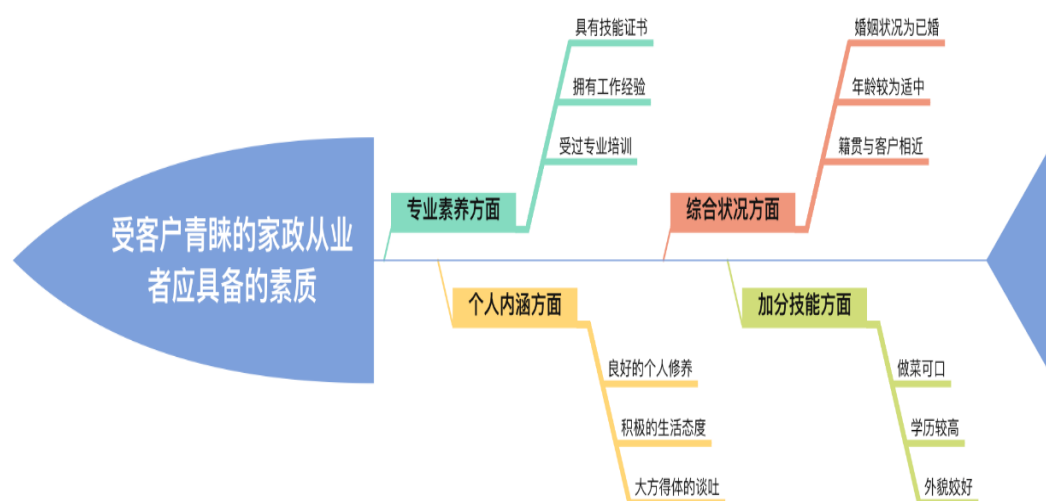 受客户青睐的家政从业
者应具备的素质
专业素养方面
具有技能证书
拥有工作经验
受过专业培训
综合状况方面
婚姻状况为已婚
年龄较为适中
籍贯与客户相近
个人内涵方面
良好的个人修养
积极的生活态度
大方得体的谈吐
加分技能方面
做菜可口
学历较高
外貌姣好